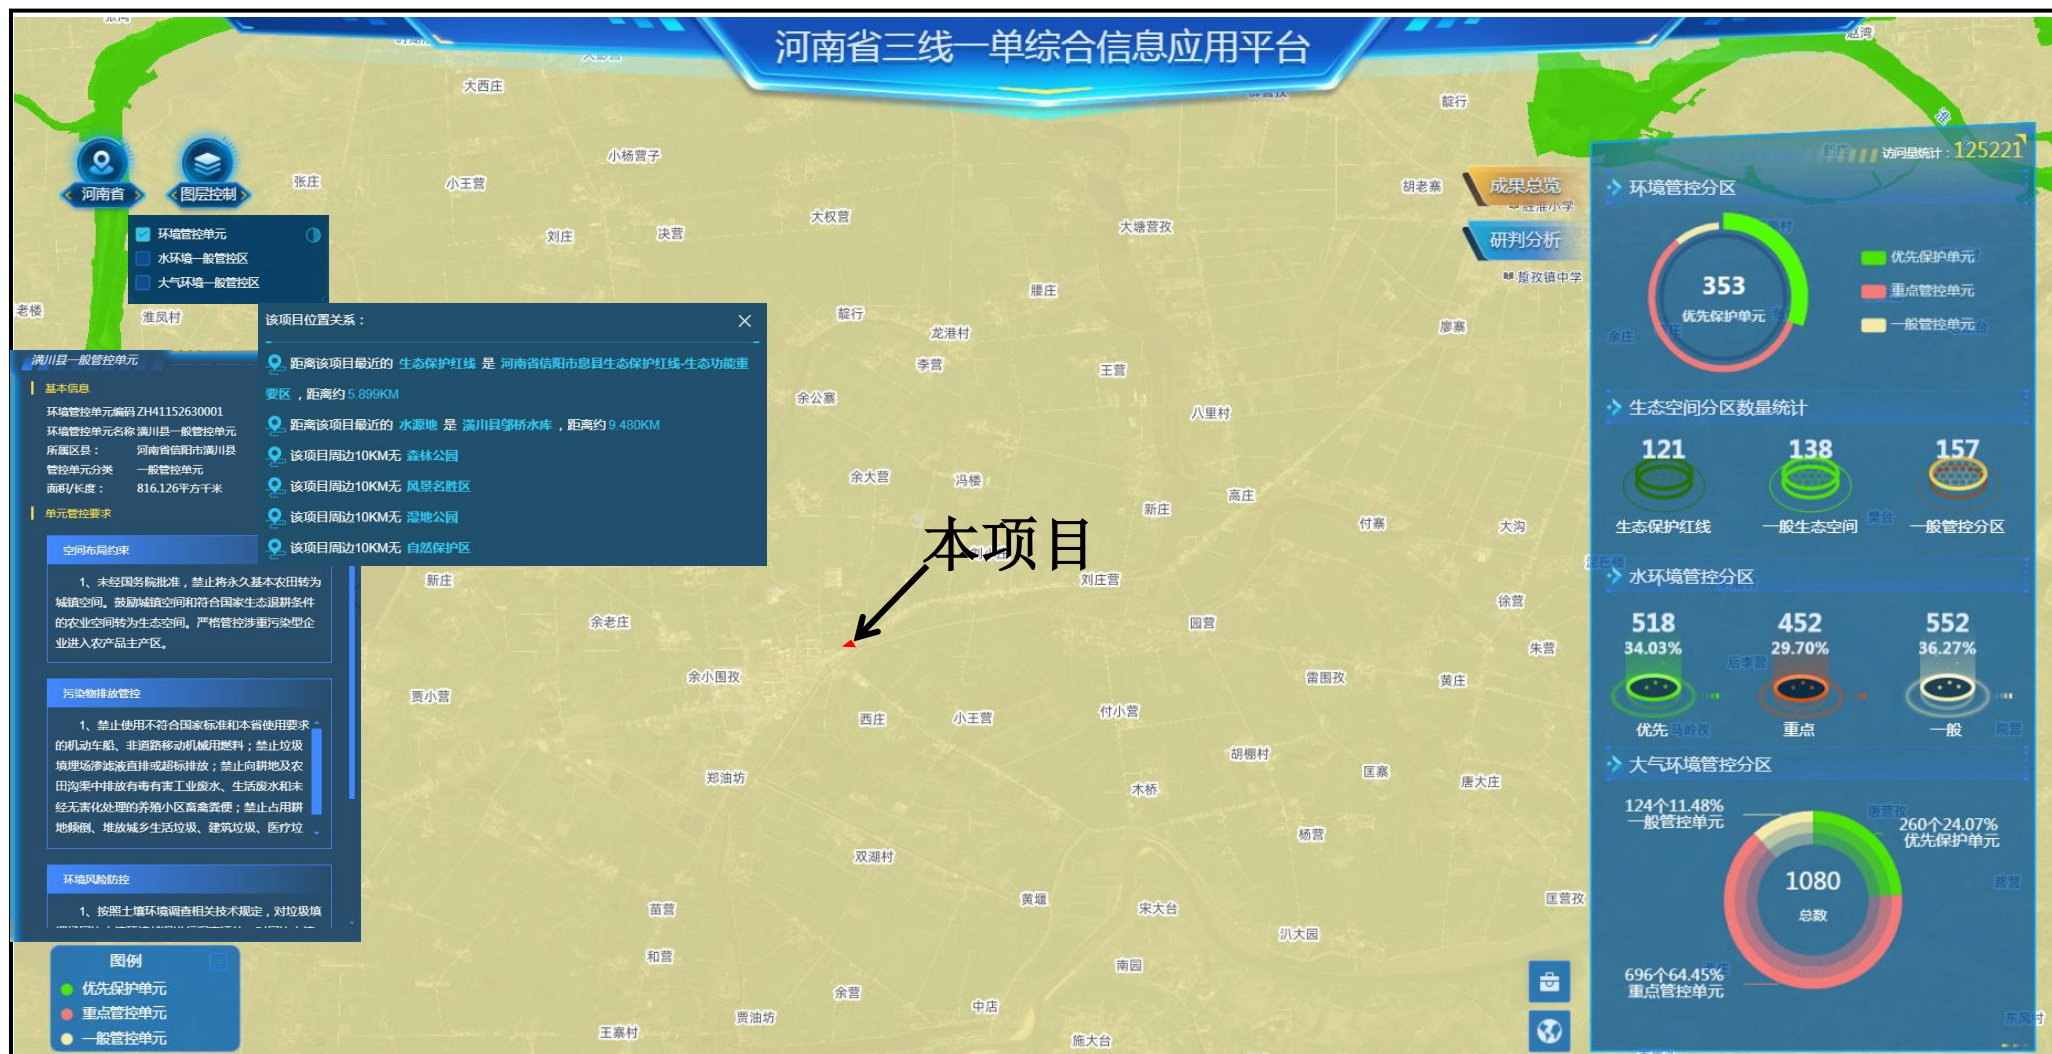 河南省三线一单综合信息应用平台
大西庄
靛行
赵湾
淮
小杨营子
张庄
小王营
大权营
刘庄
决营
大塘营孜
胡老寨
胜淮小学
踅孜镇中学
腰庄
老楼
淮凤村
靛行
龙港村
廖寨
李营
王营
余公寨
八里村
余大营
冯楼
高庄
新庄
付寨
大沟
新庄
刘庄营
徐营
余老庄
园营
朱营
余小围孜
雷围孜
黄庄
贾小营
西庄
小王营
付小营
胡棚村
郑油坊
匡寨
唐大庄
木桥
杨营
双湖村
黄堰
宋大台
匡营孜
苗营
汃大园
和营
南园
余营
中店
贾油坊
王寨村
施大台
东风村
本项目
河南省
图层控制
环境管控单元
水环境一般管控区
大气环境一般管控区
该项目位置关系：
距离该项目最近的 生态保护红线 是 河南省信阳市息县生态保护红线-生态功能重
要区 ，距离约 5.899KM
距离该项目最近的 水源地 是 潢川县邬桥水库 ，距离约 9.480KM
该项目周边10KM无 森林公园
该项目周边10KM无 风景名胜区
该项目周边10KM无 湿地公园
该项目周边10KM无 自然保护区
潢川县一般管控单元
基本信息
环境管控单元编码 ZH41152630001
环境管控单元名称 潢川县一般管控单元
所属区县： 河南省信阳市潢川县
管控单元分类 一般管控单元
面积/长度： 816.126平方千米
单元管控要求
空间布局约束
1、未经国务院批准，禁止将永久基本农田转为
城镇空间。鼓励城镇空间和符合国家生态退耕条件
的农业空间转为生态空间。严格管控涉重污染型企
业进入农产品主产区。
污染物排放管控
1、禁止使用不符合国家标准和本省使用要求
的机动车船、非道路移动机械用燃料；禁止垃圾
填埋场渗滤液直排或超标排放；禁止向耕地及农
田沟渠中排放有毒有害工业废水、生活废水和未
经无害化处理的养殖小区畜禽粪便；禁止占用耕
地倾倒、堆放城乡生活垃圾、建筑垃圾、医疗垃
环境风险防控
1、按照土壤环境调查相关技术规定，对垃圾填
图例
优先保护单元
重点管控单元
一般管控单元
成果总览
研判分析
访问量统计：125221
环境管控分区
353
优先保护单元
优先保护单元
重点管控单元
一般管控单元
生态空间分区数量统计
121
138
157
生态保护红线
一般生态空间
一般管控分区
水环境管控分区
518
452
552
34.03%
29.70%
36.27%
优先
重点
一般
大气环境管控分区
124个11.48%
一般管控单元
260个24.07%
优先保护单元
1080
总数
696个64.45%
重点管控单元